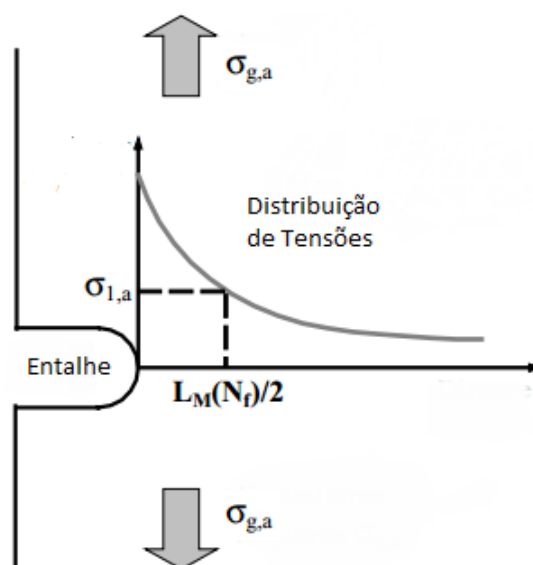 σg,a
Distribuição
de Tensões
σ1,a
Entalhe
LM(Nf)/2
σg,a